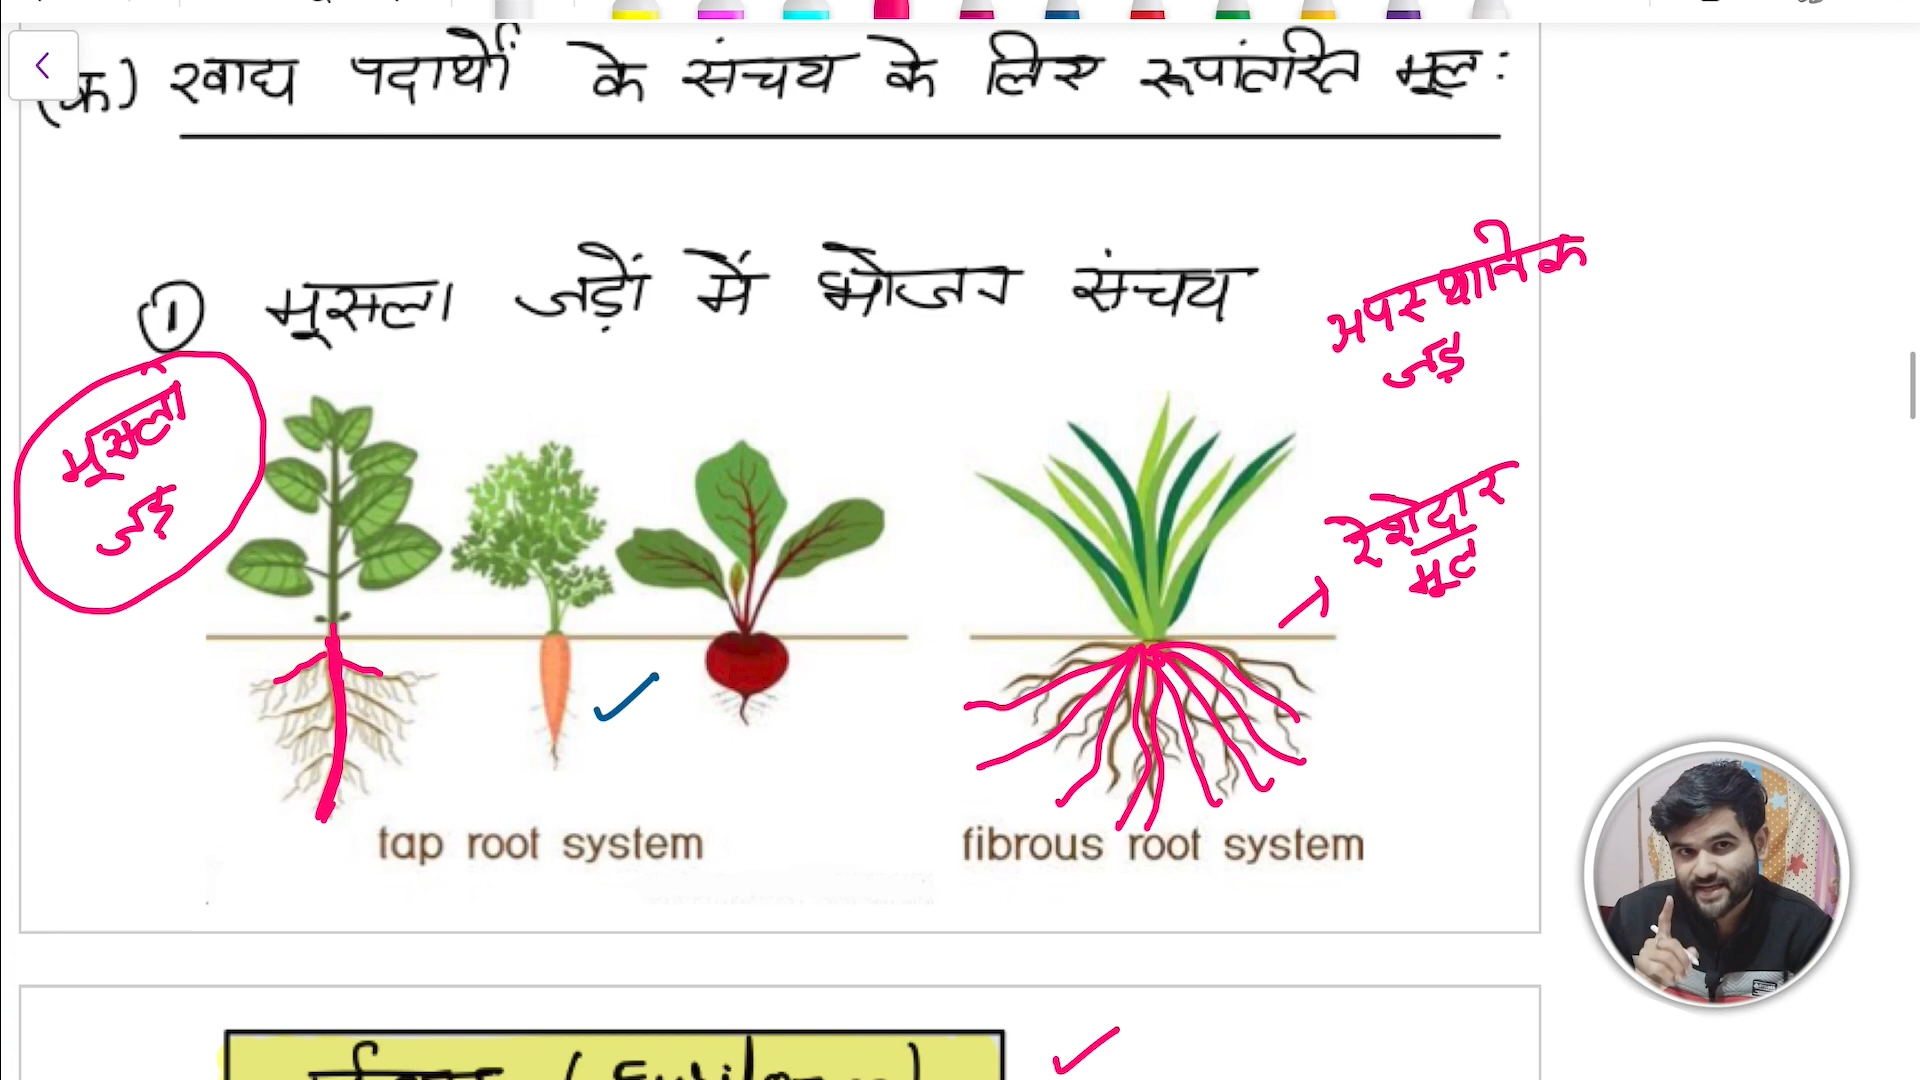 (क) खाद्य पदार्थों के संचय के लिए रूपांतरित मूल:
① मूसला जड़ों में भोजन संचय
अपस्थानिक
जड़
मूसला
जड़
रेशेदार
मूल
tap root system
fibrous root system